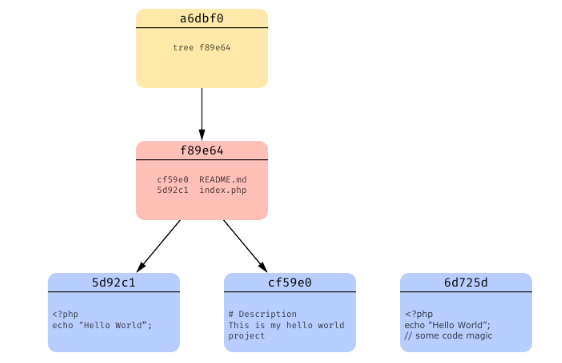 a6dbf0
tree f89e64
f89e64
cf59e0 README.md
5d92c1 index.php
5d92c1
<?php
echo "Hello World”;
cf59e0
# Description
This is my hello world
project
6d725d
<?php
echo "Hello World”;
// some code magic